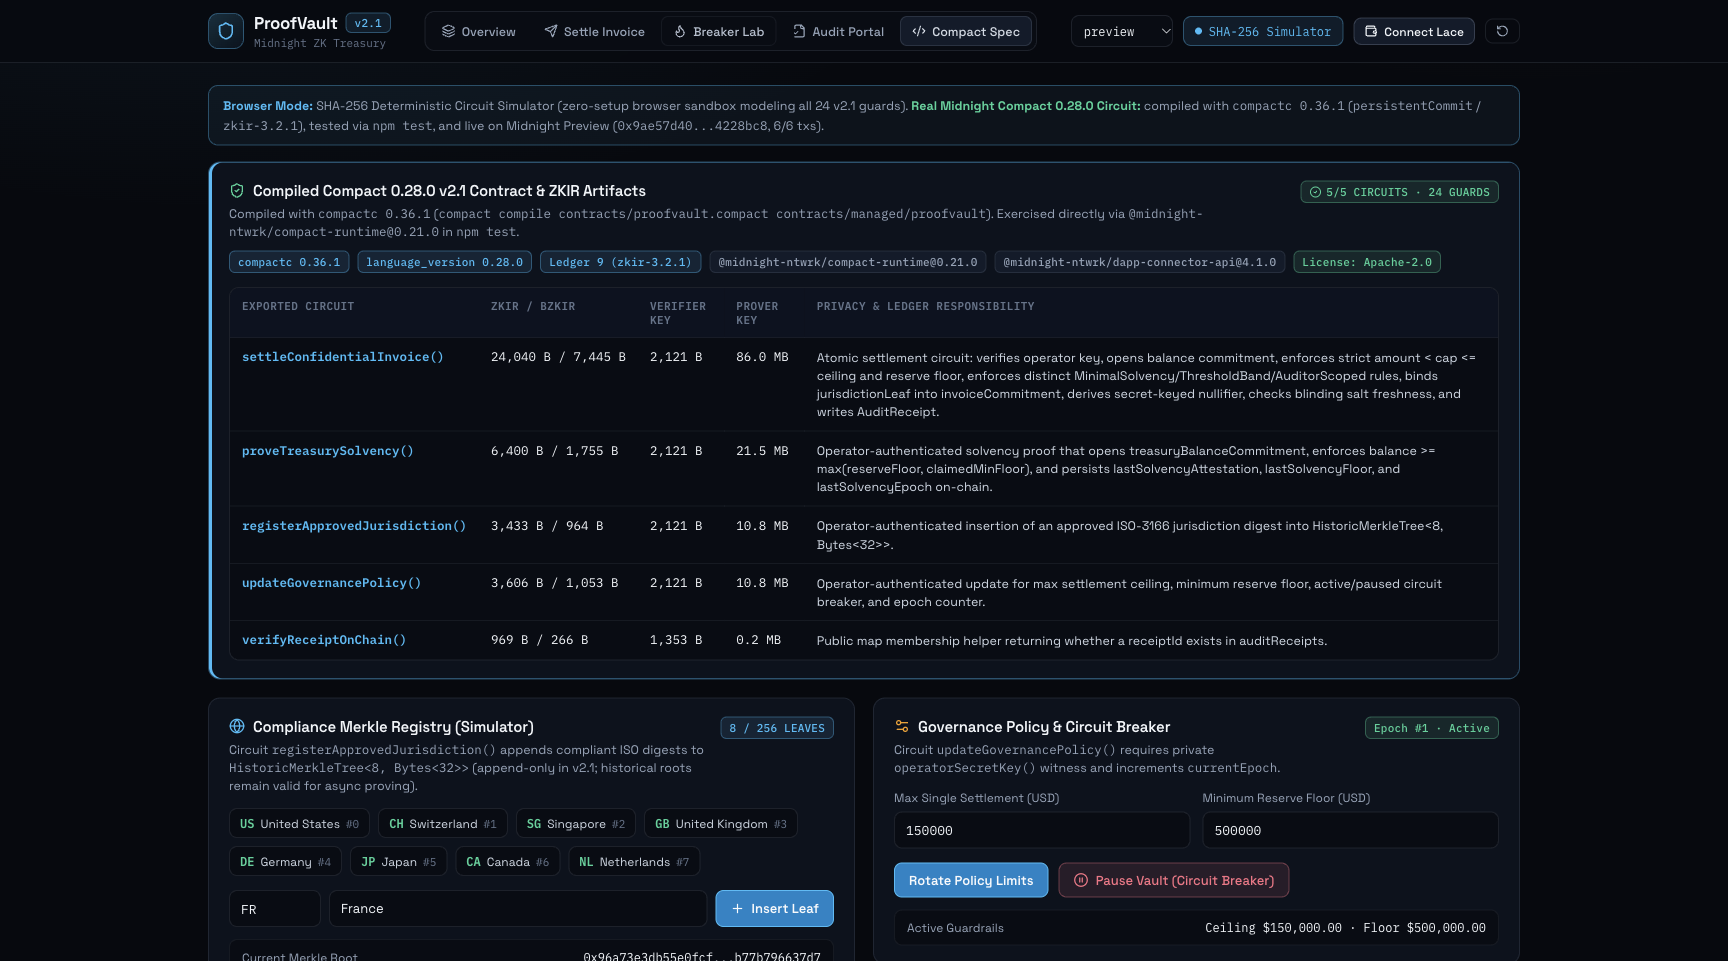 ProofVault v2.1
Midnight ZK Treasury
Overview
Settle Invoice
Breaker Lab
Audit Portal
Compact Spec
preview
SHA-256 Simulator
Connect Lace
Browser Mode: SHA-256 Deterministic Circuit Simulator (zero-setup browser sandbox modeling all 24 v2.1 guards). Real Midnight Compact 0.28.0 Circuit: compiled with compactc 0.36.1 (persistentCommit /
zkir-3.2.1), tested via npm test, and live on Midnight Preview (0x9ae57d40...4228bc8, 6/6 txs).
Compiled Compact 0.28.0 v2.1 Contract & ZKIR Artifacts
5/5 CIRCUITS · 24 GUARDS
Compiled with compactc 0.36.1 (compact compile contracts/proofvault.compact contracts/managed/proofvault). Exercised directly via @midnight-
ntwrk/compact-runtime@0.21.0 in npm test.
compactc 0.36.1
language_version 0.28.0
Ledger 9 (zkir-3.2.1)
@midnight-ntwrk/compact-runtime@0.21.0
@midnight-ntwrk/dapp-connector-api@4.1.0
License: Apache-2.0
EXPORTED CIRCUIT
ZKIR / BZKIR
VERIFIER
KEY
PROVER
KEY
PRIVACY & LEDGER RESPONSIBILITY
settleConfidentialInvoice()
24,040 B / 7,445 B
2,121 B
86.0 MB
Atomic settlement circuit: verifies operator key, opens balance commitment, enforces strict amount < cap <=
ceiling and reserve floor, enforces distinct MinimalSolvency/ThresholdBand/AuditorScoped rules, binds
jurisdictionLeaf into invoiceCommitment, derives secret-keyed nullifier, checks blinding salt freshness, and
writes AuditReceipt.
proveTreasurySolvency()
6,400 B / 1,755 B
2,121 B
21.5 MB
Operator-authenticated solvency proof that opens treasuryBalanceCommitment, enforces balance >=
max(reserveFloor, claimedMinFloor), and persists lastSolvencyAttestation, lastSolvencyFloor, and
lastSolvencyEpoch on-chain.
registerApprovedJurisdiction()
3,433 B / 964 B
2,121 B
10.8 MB
Operator-authenticated insertion of an approved ISO-3166 jurisdiction digest into HistoricMerkleTree<8,
Bytes<32>>.
updateGovernancePolicy()
3,606 B / 1,053 B
2,121 B
10.8 MB
Operator-authenticated update for max settlement ceiling, minimum reserve floor, active/paused circuit
breaker, and epoch counter.
verifyReceiptOnChain()
969 B / 266 B
1,353 B
0.2 MB
Public map membership helper returning whether a receiptId exists in auditReceipts.
Compliance Merkle Registry (Simulator)
8 / 256 LEAVES
Circuit registerApprovedJurisdiction() appends compliant ISO digests to
HistoricMerkleTree<8, Bytes<32>> (append-only in v2.1; historical roots
remain valid for async proving).
US United States #0
CH Switzerland #1
SG Singapore #2
GB United Kingdom #3
DE Germany #4
JP Japan #5
CA Canada #6
NL Netherlands #7
FR
France
+ Insert Leaf
Current Merkle Root
0x96a73e3db55e0fcf...b77b796637d7
Governance Policy & Circuit Breaker
Epoch #1 · Active
Circuit updateGovernancePolicy() requires private
operatorSecretKey() witness and increments currentEpoch.
Max Single Settlement (USD)
Minimum Reserve Floor (USD)
150000
500000
Rotate Policy Limits
Pause Vault (Circuit Breaker)
Active Guardrails
Ceiling $150,000.00 · Floor $500,000.00